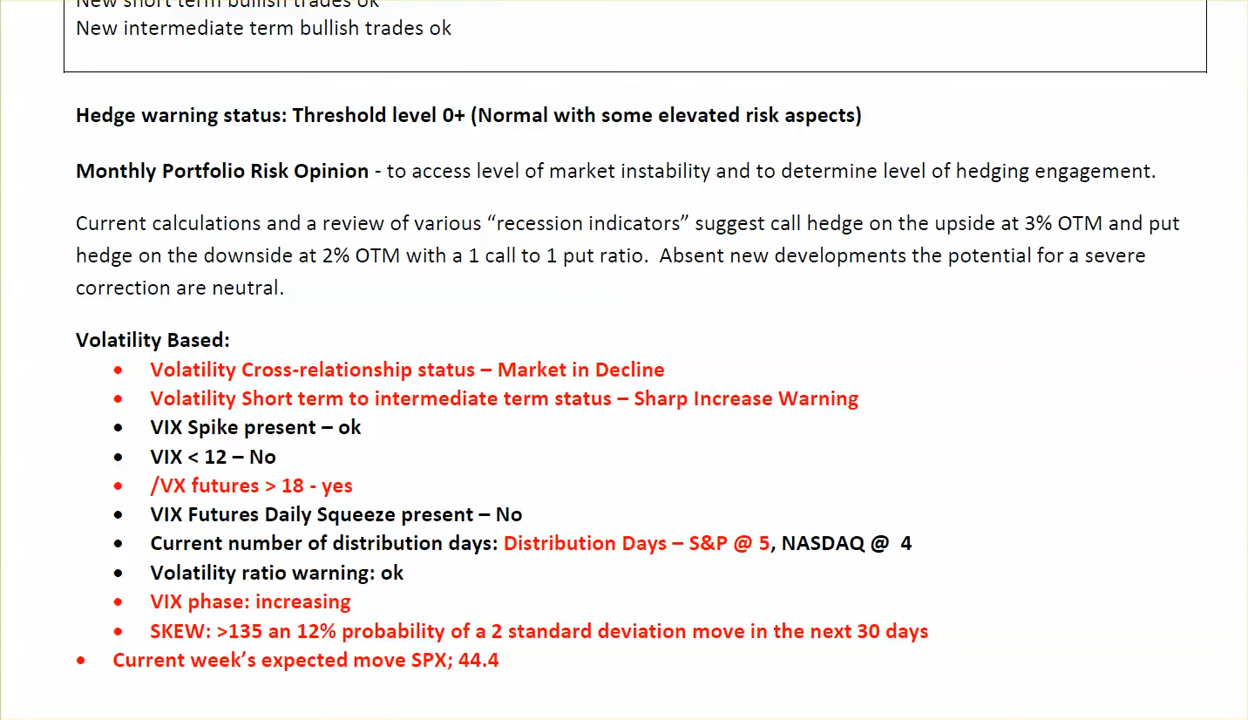 New short term bullish trades ok
New intermediate term bullish trades ok
Hedge warning status: Threshold level 0+ (Normal with some elevated risk aspects)
Monthly Portfolio Risk Opinion - to access level of market instability and to determine level of hedging engagement.
Current calculations and a review of various “recession indicators” suggest call hedge on the upside at 3% OTM and put
hedge on the downside at 2% OTM with a 1 call to 1 put ratio. Absent new developments the potential for a severe
correction are neutral.
Volatility Based:
• Volatility Cross-relationship status – Market in Decline
• Volatility Short term to intermediate term status – Sharp Increase Warning
• VIX Spike present – ok
• VIX < 12 – No
• /VX futures > 18 - yes
• VIX Futures Daily Squeeze present – No
• Current number of distribution days: Distribution Days – S&P @ 5, NASDAQ @ 4
• Volatility ratio warning: ok
• VIX phase: increasing
• SKEW: >135 an 12% probability of a 2 standard deviation move in the next 30 days
• Current week’s expected move SPX; 44.4